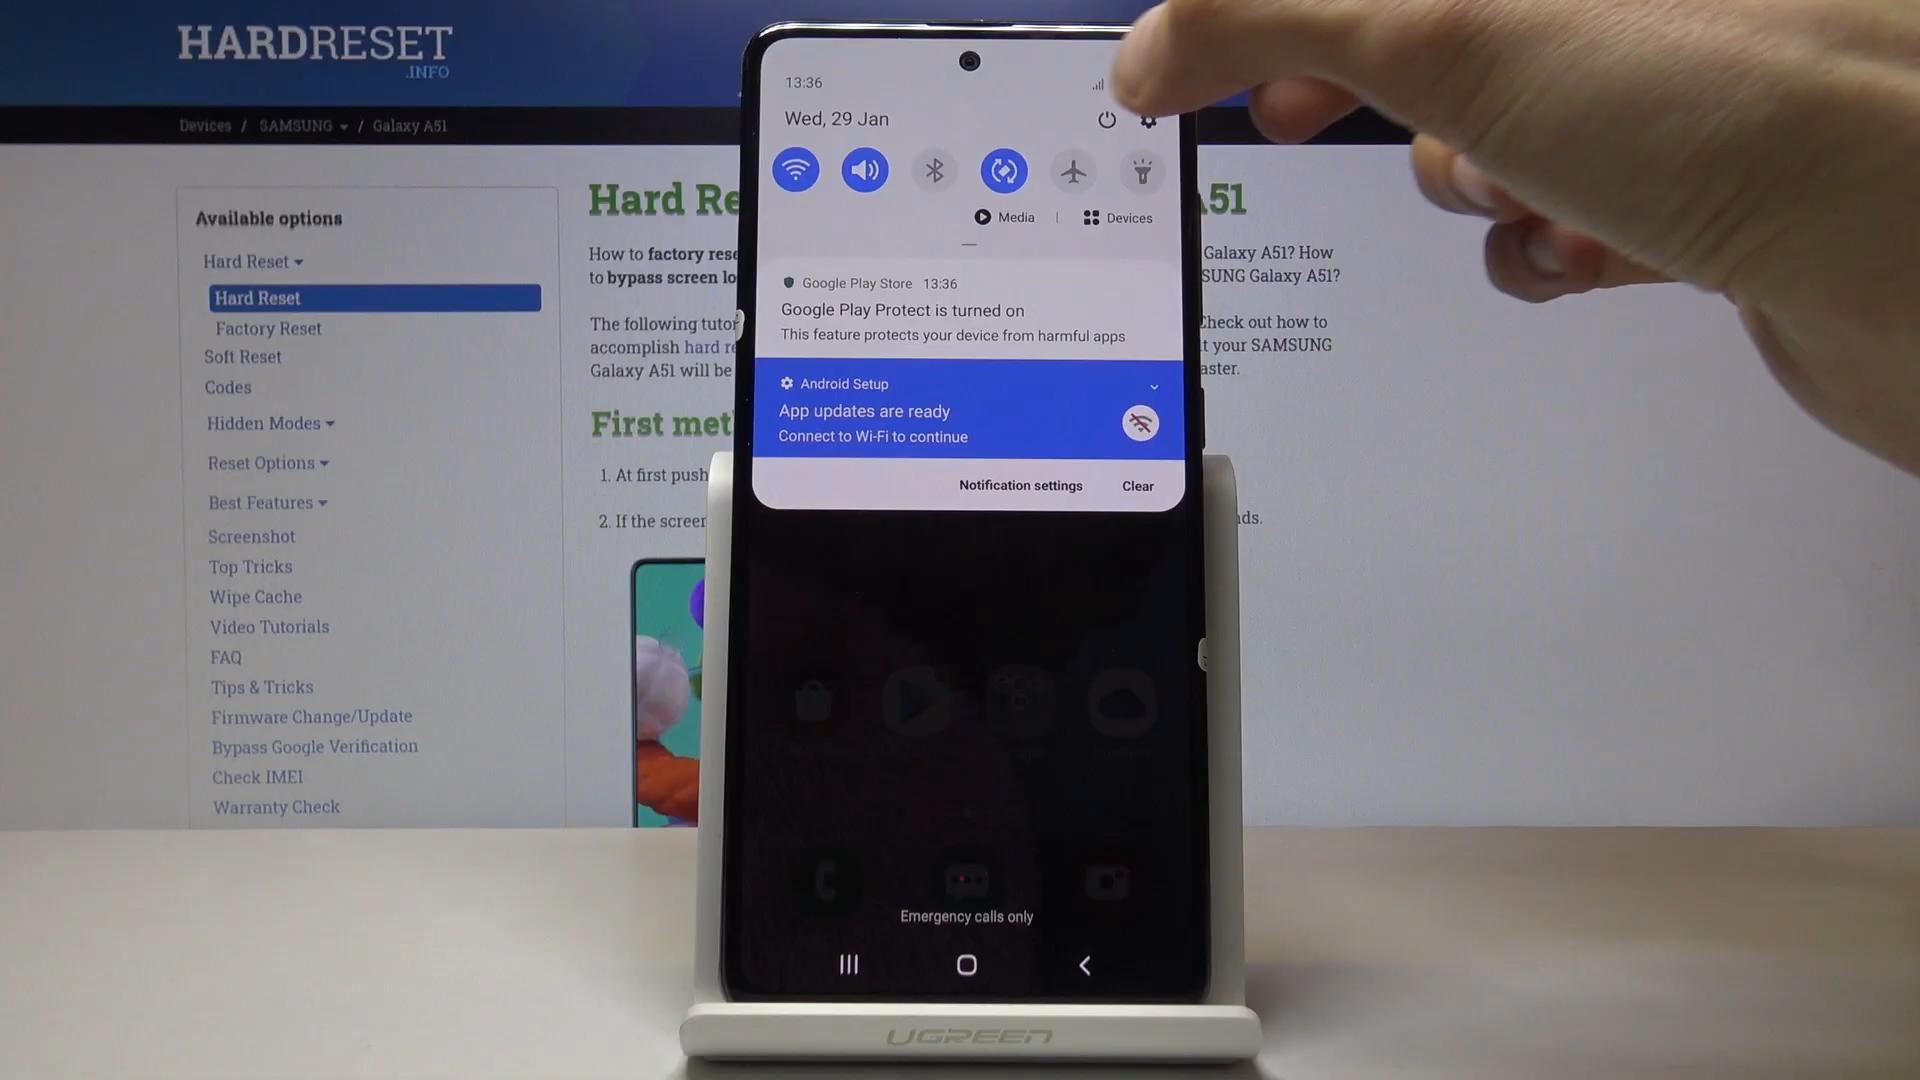 HARDRESET
.INFO
Devices / SAMSUNG / Galaxy A51
Available options
Hard Reset
Hard Reset
Factory Reset
Soft Reset
Codes
Hidden Modes
Reset Options
Best Features
Screenshot
Top Tricks
Wipe Cache
Video Tutorials
FAQ
Tips & Tricks
Firmware Change/Update
Bypass Google Verification
Check IMEI
Warranty Check
Hard Re
A51
How to factory rese
Galaxy A51? How
to bypass screen lo
SUNG Galaxy A51?
The following tutor
Check out how to
accomplish hard re
t your SAMSUNG
Galaxy A51 will be
aster.
First met
1. At first push
2. If the screen
nds.
13:36
Wed, 29 Jan
Media | Devices
Google Play Store 13:36
Google Play Protect is turned on
This feature protects your device from harmful apps
Android Setup
App updates are ready
Connect to Wi-Fi to continue
Notification settings Clear
Emergency calls only
UGREEN